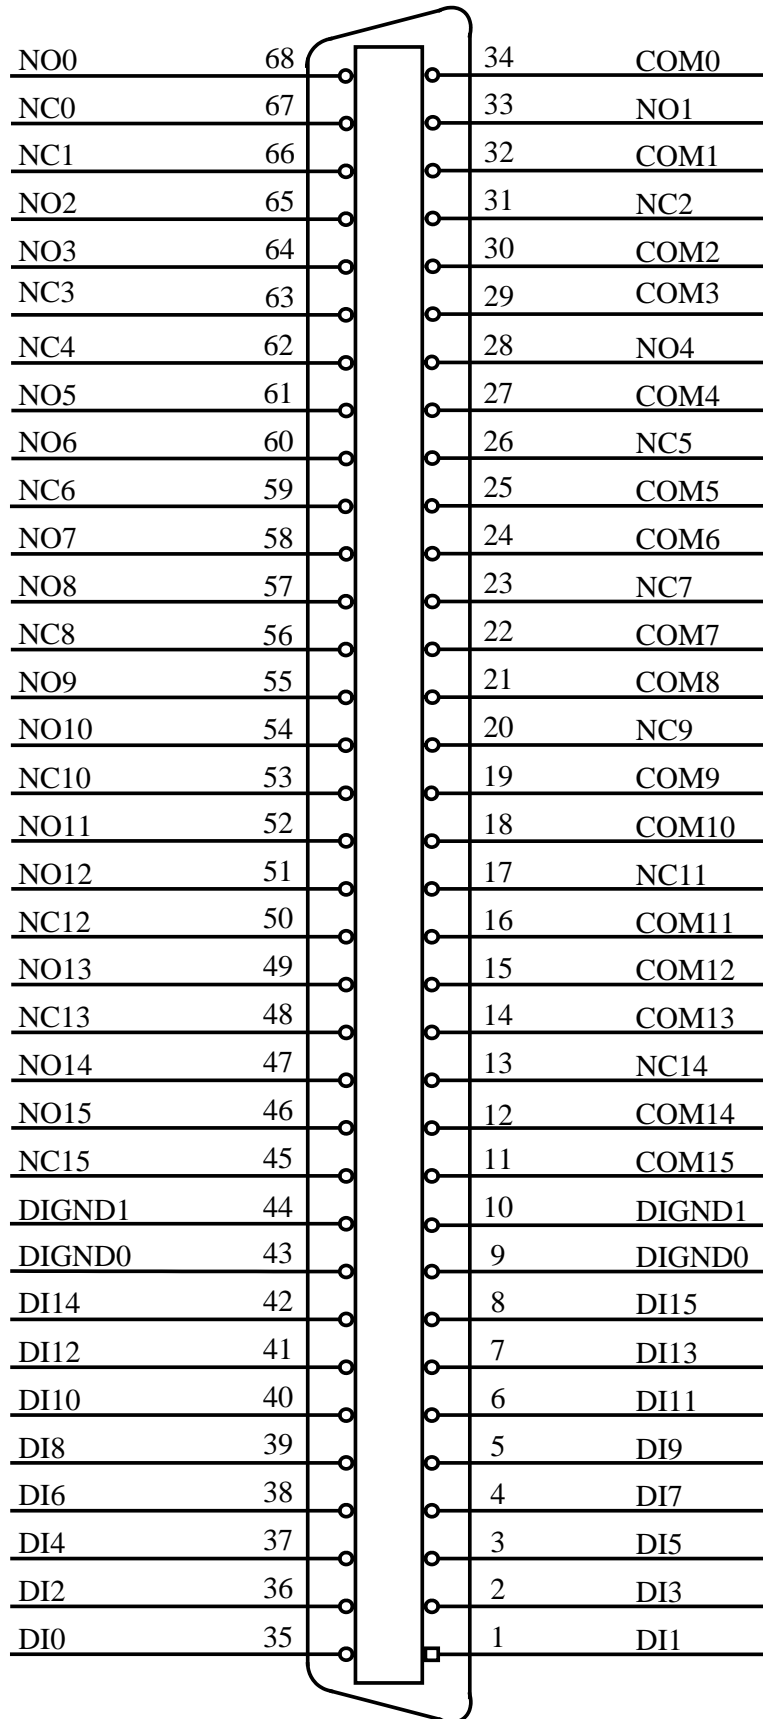 NO0 68 34 COM0
NC0 67 33 NO1
NC1 66 32 COM1
NO2 65 31 NC2
NO3 64 30 COM2
NC3 63 29 COM3
NC4 62 28 NO4
NO5 61 27 COM4
NO6 60 26 NC5
NC6 59 25 COM5
NO7 58 24 COM6
NO8 57 23 NC7
NC8 56 22 COM7
NO9 55 21 COM8
NO10 54 20 NC9
NC10 53 19 COM9
NO11 52 18 COM10
NO12 51 17 NC11
NC12 50 16 COM11
NO13 49 15 COM12
NC13 48 14 COM13
NO14 47 13 NC14
NO15 46 12 COM14
NC15 45 11 COM15
DIGND1 44 10 DIGND1
DIGND0 43 9 DIGND0
DI14 42 8 DI15
DI12 41 7 DI13
DI10 40 6 DI11
DI8 39 5 DI9
DI6 38 4 DI7
DI4 37 3 DI5
DI2 36 2 DI3
DI0 35 1 DI1